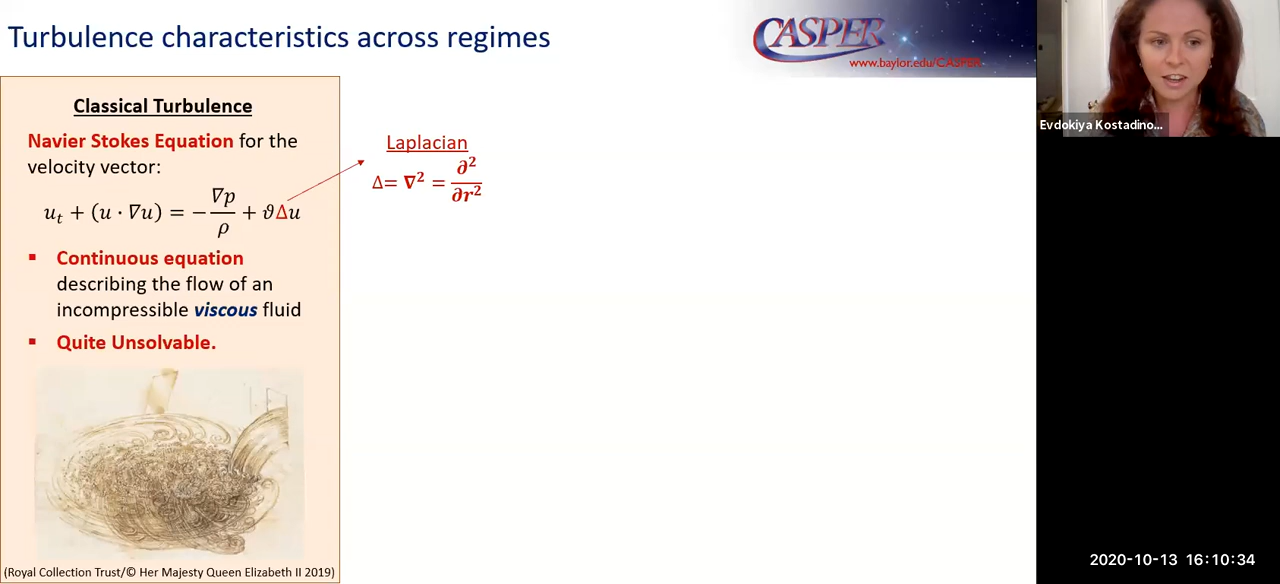 Turbulence characteristics across regimes
CASPER
www.baylor.edu/CASPER
Evdokiya Kostadino...
Classical Turbulence
Navier Stokes Equation for the
velocity vector:
u_t + (u · ∇u) = −∇p/ρ + ϑΔu
Laplacian
Δ= ∇² = ∂²/∂r²
▪ Continuous equation
describing the flow of an
incompressible viscous fluid
▪ Quite Unsolvable.
(Royal Collection Trust/© Her Majesty Queen Elizabeth II 2019)
2020-10-13 16:10:34